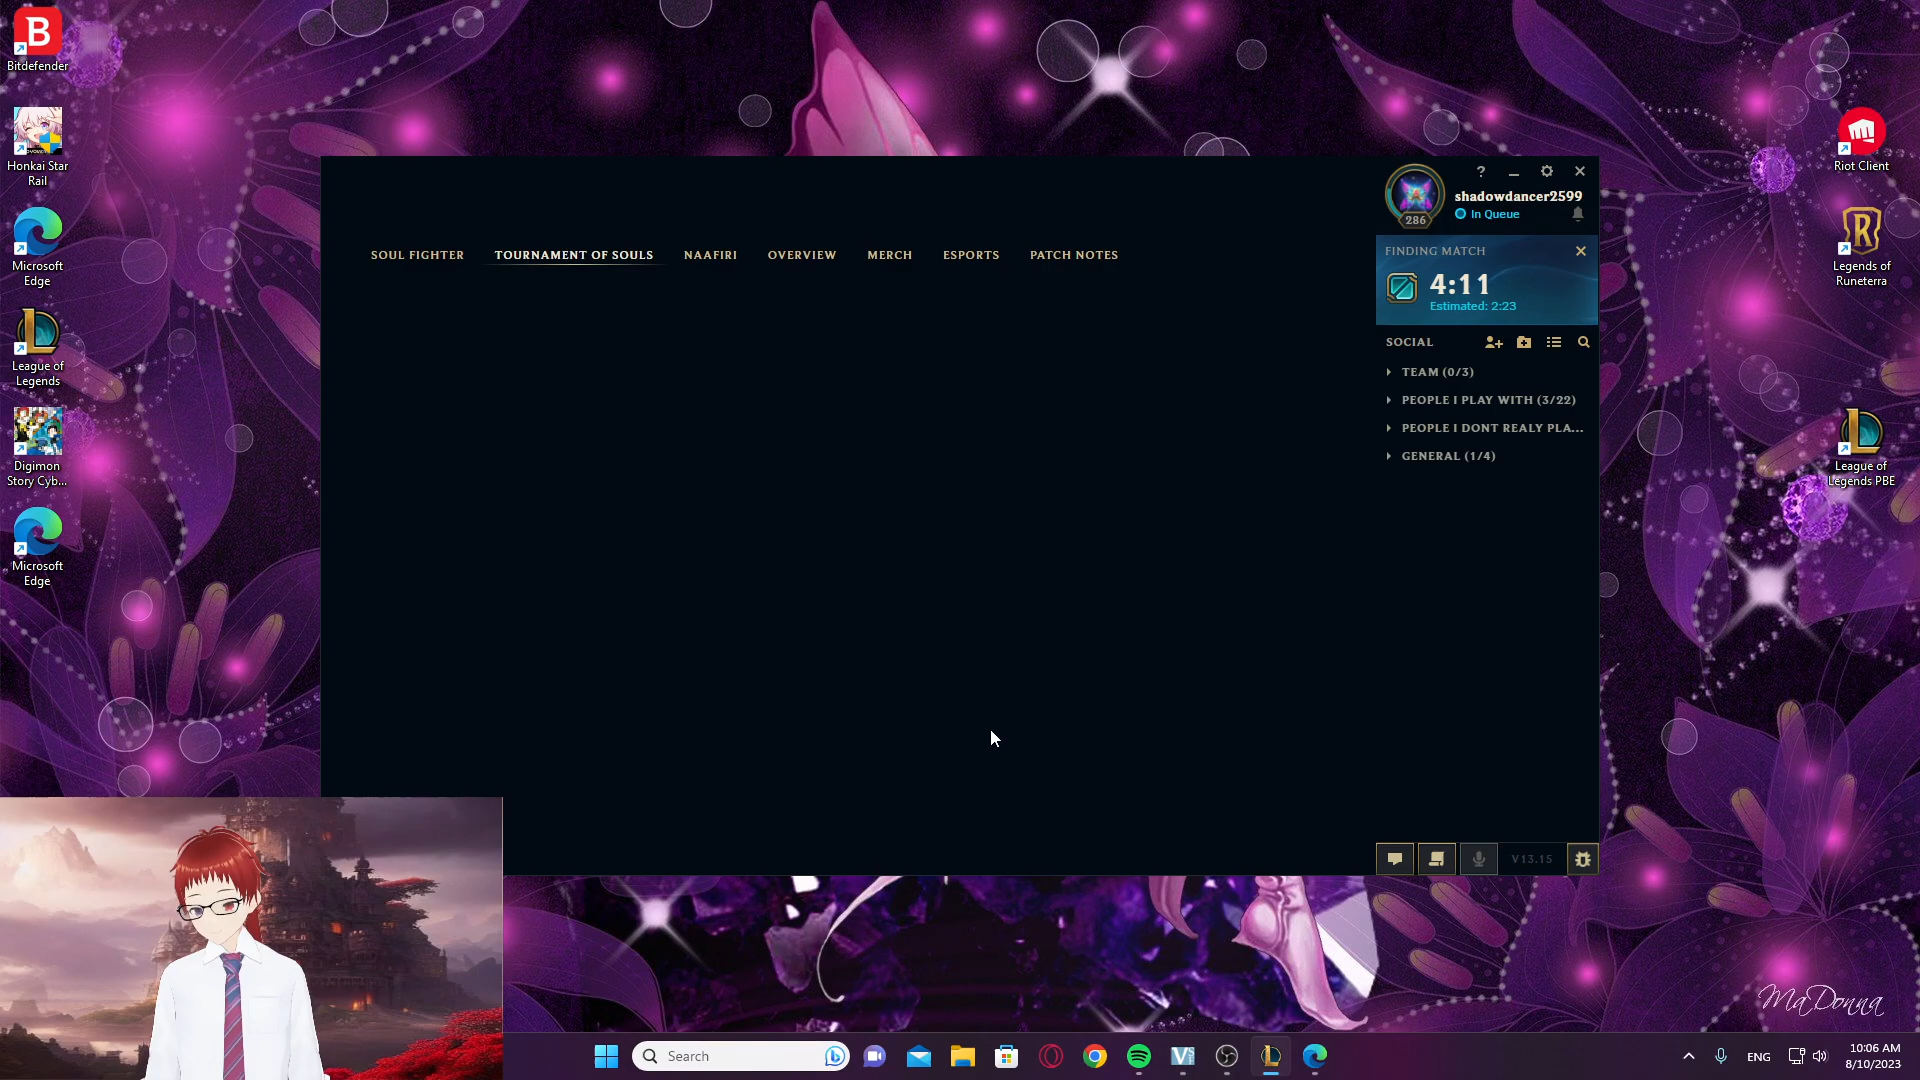 B
Bitdefender
Honkai Star
Rail
Microsoft
Edge
League of
Legends
Digimon
Story Cyb...
Microsoft
Edge
?
shadowdancer2599
286
In Queue
SOUL FIGHTER
TOURNAMENT OF SOULS
NAAFIRI
OVERVIEW
MERCH
ESPORTS
PATCH NOTES
FINDING MATCH
4:11
Estimated: 2:23
SOCIAL
TEAM (0/3)
PEOPLE I PLAY WITH (3/22)
PEOPLE I DONT REALY PLA...
GENERAL (1/4)
V13.15
Riot Client
Legends of
Runeterra
League of
Legends PBE
MaDonna
Search
ENG
10:06 AM
8/10/2023